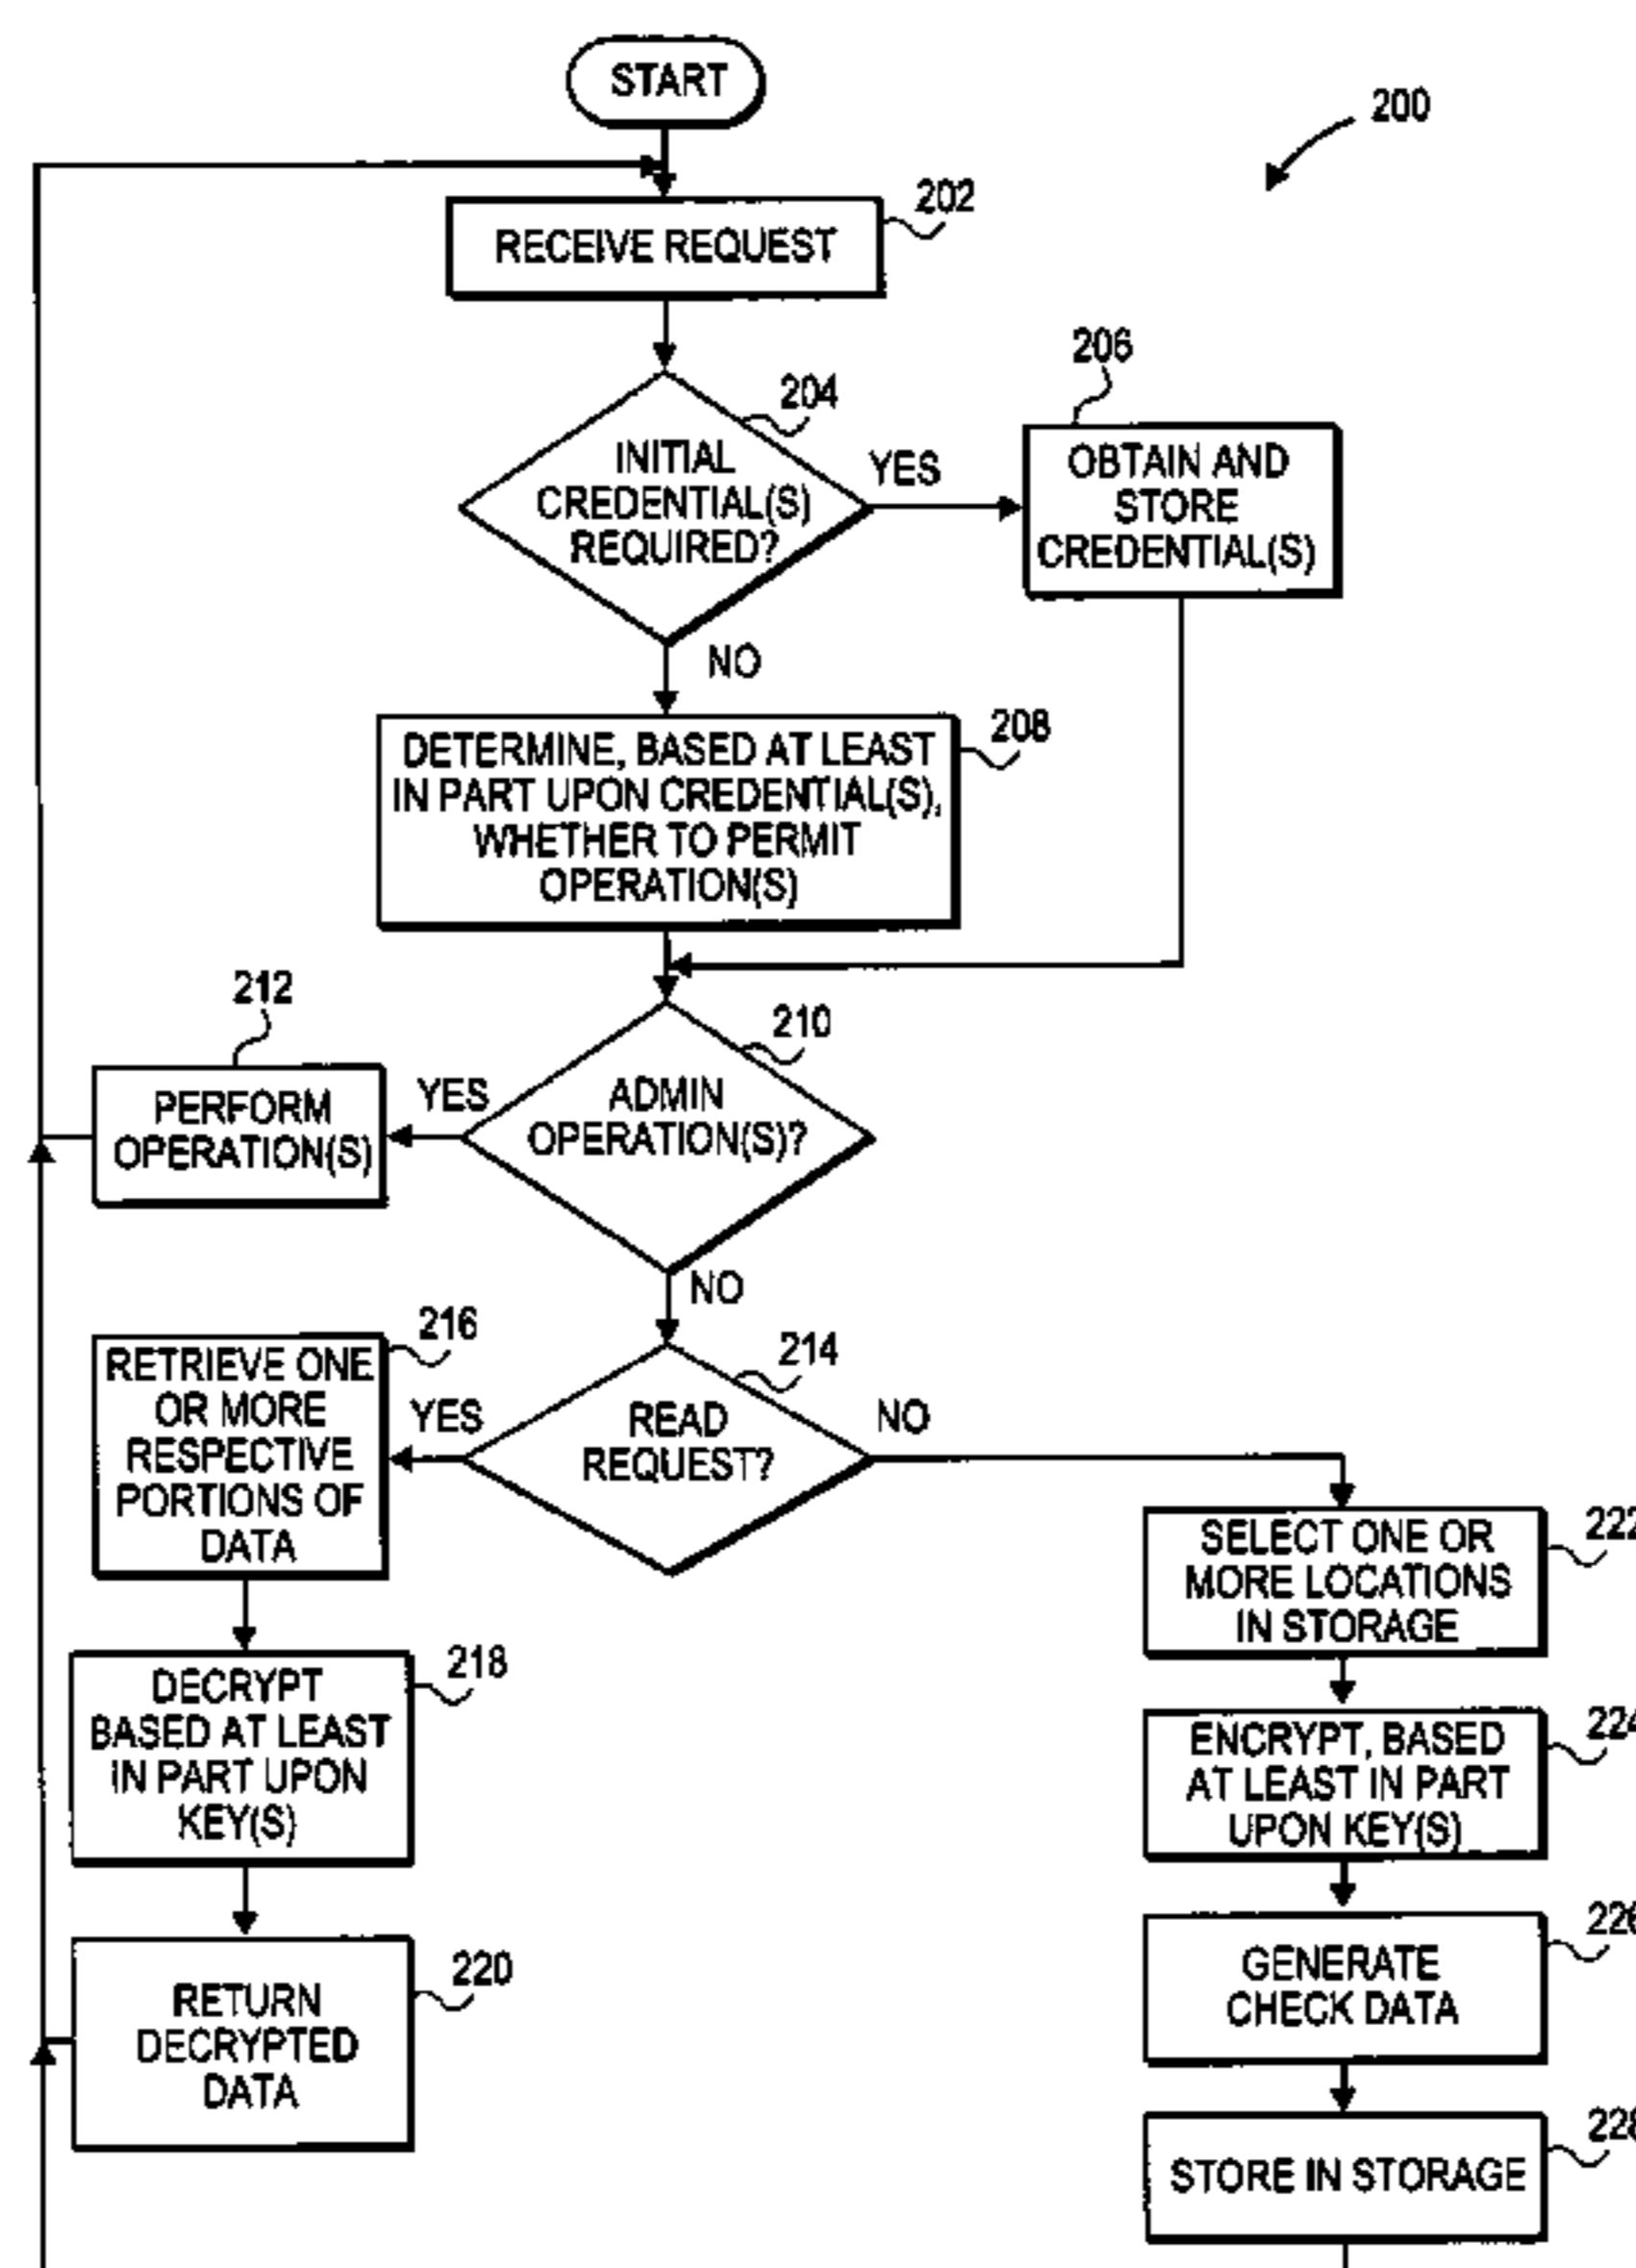 START
200
202
RECEIVE REQUEST
204
206
INITIAL
CREDENTIAL(S)
REQUIRED?
YES
OBTAIN AND
STORE
CREDENTIAL(S)
NO
208
DETERMINE, BASED AT LEAST
IN PART UPON CREDENTIAL(S),
WHETHER TO PERMIT
OPERATION(S)
212
210
PERFORM
OPERATION(S)
YES
ADMIN
OPERATION(S)?
NO
216
214
RETRIEVE ONE
OR MORE
RESPECTIVE
PORTIONS OF
DATA
YES
READ
REQUEST?
NO
222
SELECT ONE OR
MORE LOCATIONS
IN STORAGE
218
DECRYPT
BASED AT LEAST
IN PART UPON
KEY(S)
224
ENCRYPT, BASED
AT LEAST IN PART
UPON KEY(S)
220
RETURN
DECRYPTED
DATA
226
GENERATE
CHECK DATA
228
STORE IN STORAGE